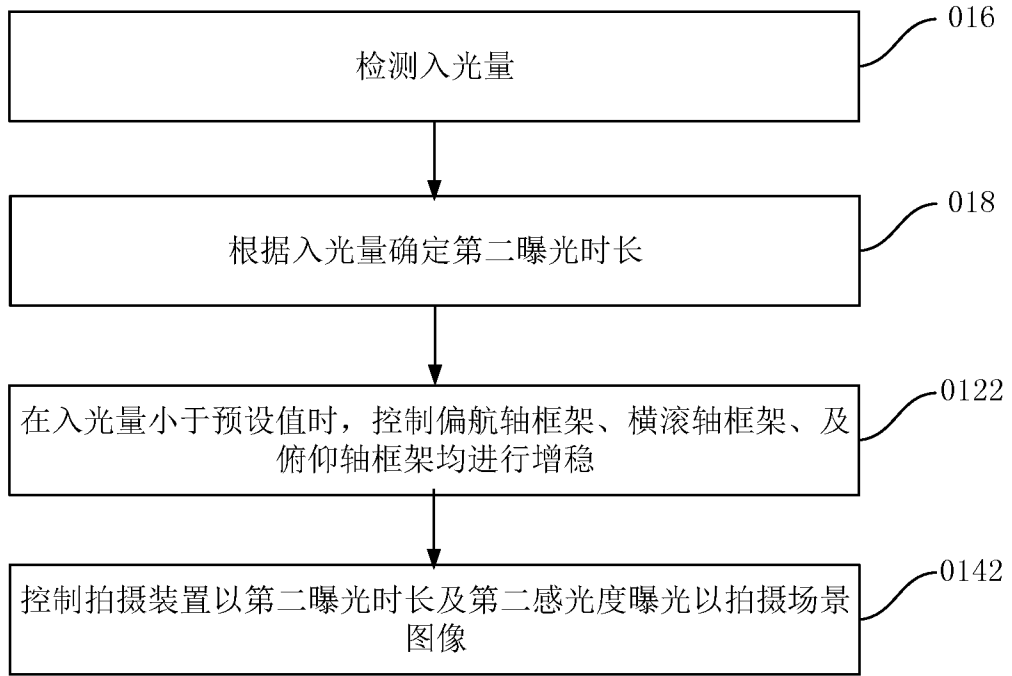 016
检测入光量
018
根据入光量确定第二曝光时长
0122
在入光量小于预设值时，控制偏航轴框架、横滚轴框架、及
俯仰轴框架均进行增稳
0142
控制拍摄装置以第二曝光时长及第二感光度曝光以拍摄场景
图像